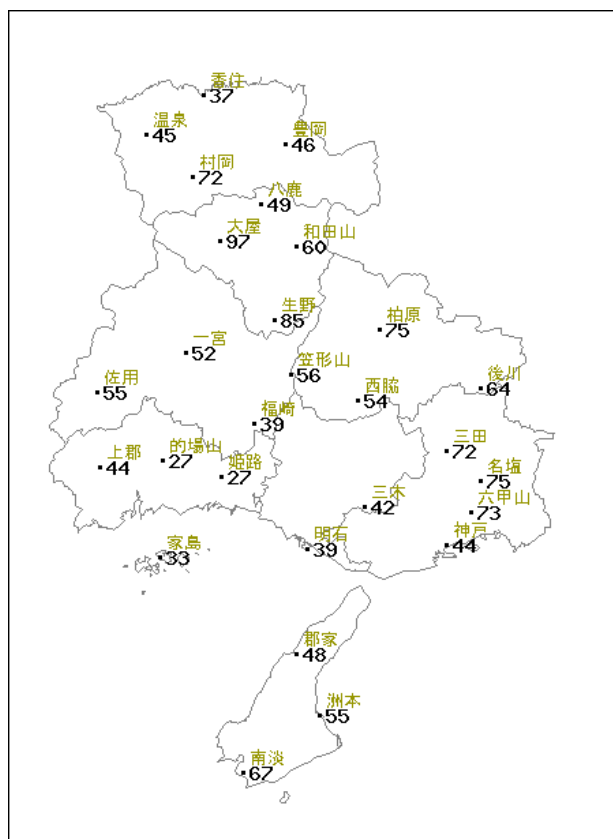 香住
37
温泉
45
豊岡
46
村岡
72
八鹿
49
大屋
97
和田山
60
生野
85
柏原
75
一宮
52
笠形山
56
後川
64
佐用
55
西脇
54
福崎
39
上郡
44
的場山
27
姫路
27
三田
72
名塩
75
三木
42
六甲山
73
神戸
44
明石
39
家島
33
郡家
48
洲本
55
南淡
67